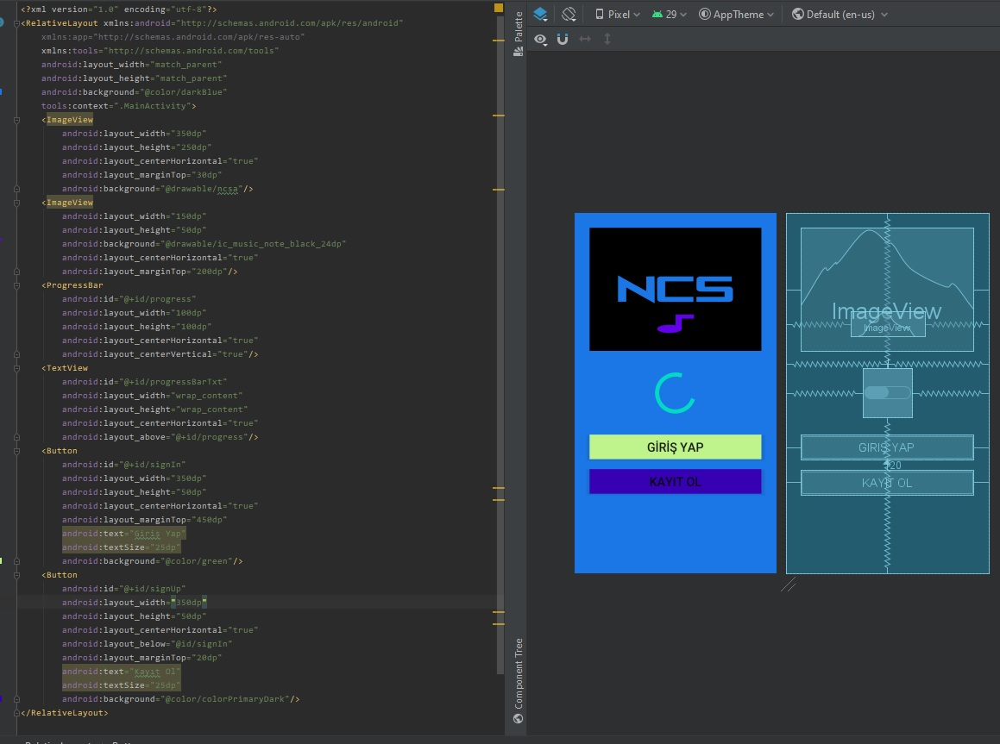 <?xml version="1.0" encoding="utf-8"?>
<RelativeLayout xmlns:android="http://schemas.android.com/apk/res/android"
xmlns:app="http://schemas.android.com/apk/res-auto"
xmlns:tools="http://schemas.android.com/tools"
android:layout_width="match_parent"
android:layout_height="match_parent"
android:background="@color/darkBlue"
tools:context=".MainActivity">
<ImageView
android:layout_width="350dp"
android:layout_height="250dp"
android:layout_centerHorizontal="true"
android:layout_marginTop="30dp"
android:background="@drawable/ncsa"/>
<ImageView
android:layout_width="150dp"
android:layout_height="50dp"
android:background="@drawable/ic_music_note_black_24dp"
android:layout_centerHorizontal="true"
android:layout_marginTop="200dp"/>
<ProgressBar
android:id="@+id/progress"
android:layout_width="100dp"
android:layout_height="100dp"
android:layout_centerHorizontal="true"
android:layout_centerVertical="true"/>
<TextView
android:id="@+id/progressBarTxt"
android:layout_width="wrap_content"
android:layout_height="wrap_content"
android:layout_centerHorizontal="true"
android:layout_above="@+id/progress"/>
<Button
android:id="@+id/signIn"
android:layout_width="350dp"
android:layout_height="50dp"
android:layout_centerHorizontal="true"
android:layout_marginTop="450dp"
android:text="Giriş Yap"
android:textSize="25dp"
android:background="@color/green"/>
<Button
android:id="@+id/signUp"
android:layout_width="350dp"
android:layout_height="50dp"
android:layout_centerHorizontal="true"
android:layout_below="@id/signIn"
android:layout_marginTop="20dp"
android:text="Kayıt Ol"
android:textSize="25dp"
android:background="@color/colorPrimaryDark"/>
</RelativeLayout>
Palette
Component Tree
Pixel 29 AppTheme Default (en-us)
NCS
GİRİŞ YAP
KAYIT OL
ImageView
ImageView
GİRİŞ YAP
20
KAYIT OL